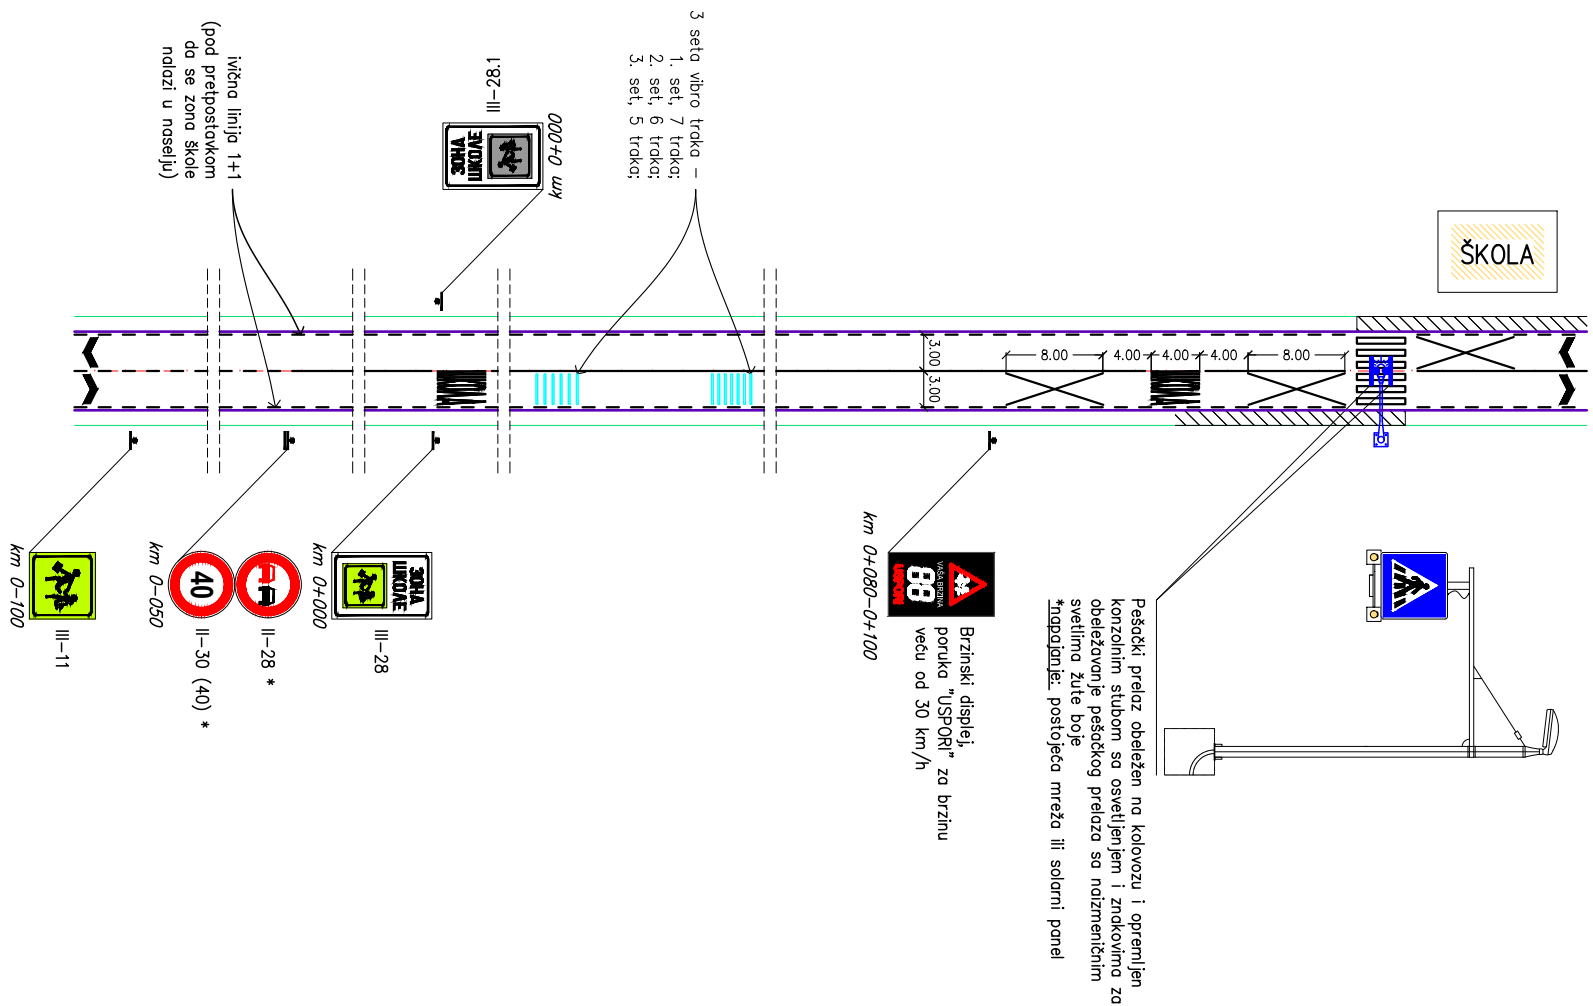 3 seta vibro traka –
1. set, 7 traka;
2. set, 6 traka;
3. set, 5 traka;
ivična linija 1+1
(pod pretpostavkom
da se zona škole
nalazi u naselju)
III–28.1
ЗОНА
ШКОЛЕ
km 0+000
ŠKOLA
3.00
3.00
8.00
4.00
4.00
4.00
8.00
ШКОЛА
ШКОЛА
III–11
km 0–100
40
II–30 (40) *
II–28 *
km 0–050
ЗОНА
ШКОЛЕ
III–28
km 0+000
VAŠA BRZINA
88
USPORI
km 0+080–0+100
Brzinski displej,
poruka "USPORI" za brzinu
veću od 30 km/h
Pešački prelaz obeležen na kolovozu i opremljen
konzolnim stubom sa osvetljenjem i znakovima za
obeležavanje pešačkog prelaza sa naizmeničnim
svetlima žute boje
*napajanje: postojeća mreža ili solarni panel